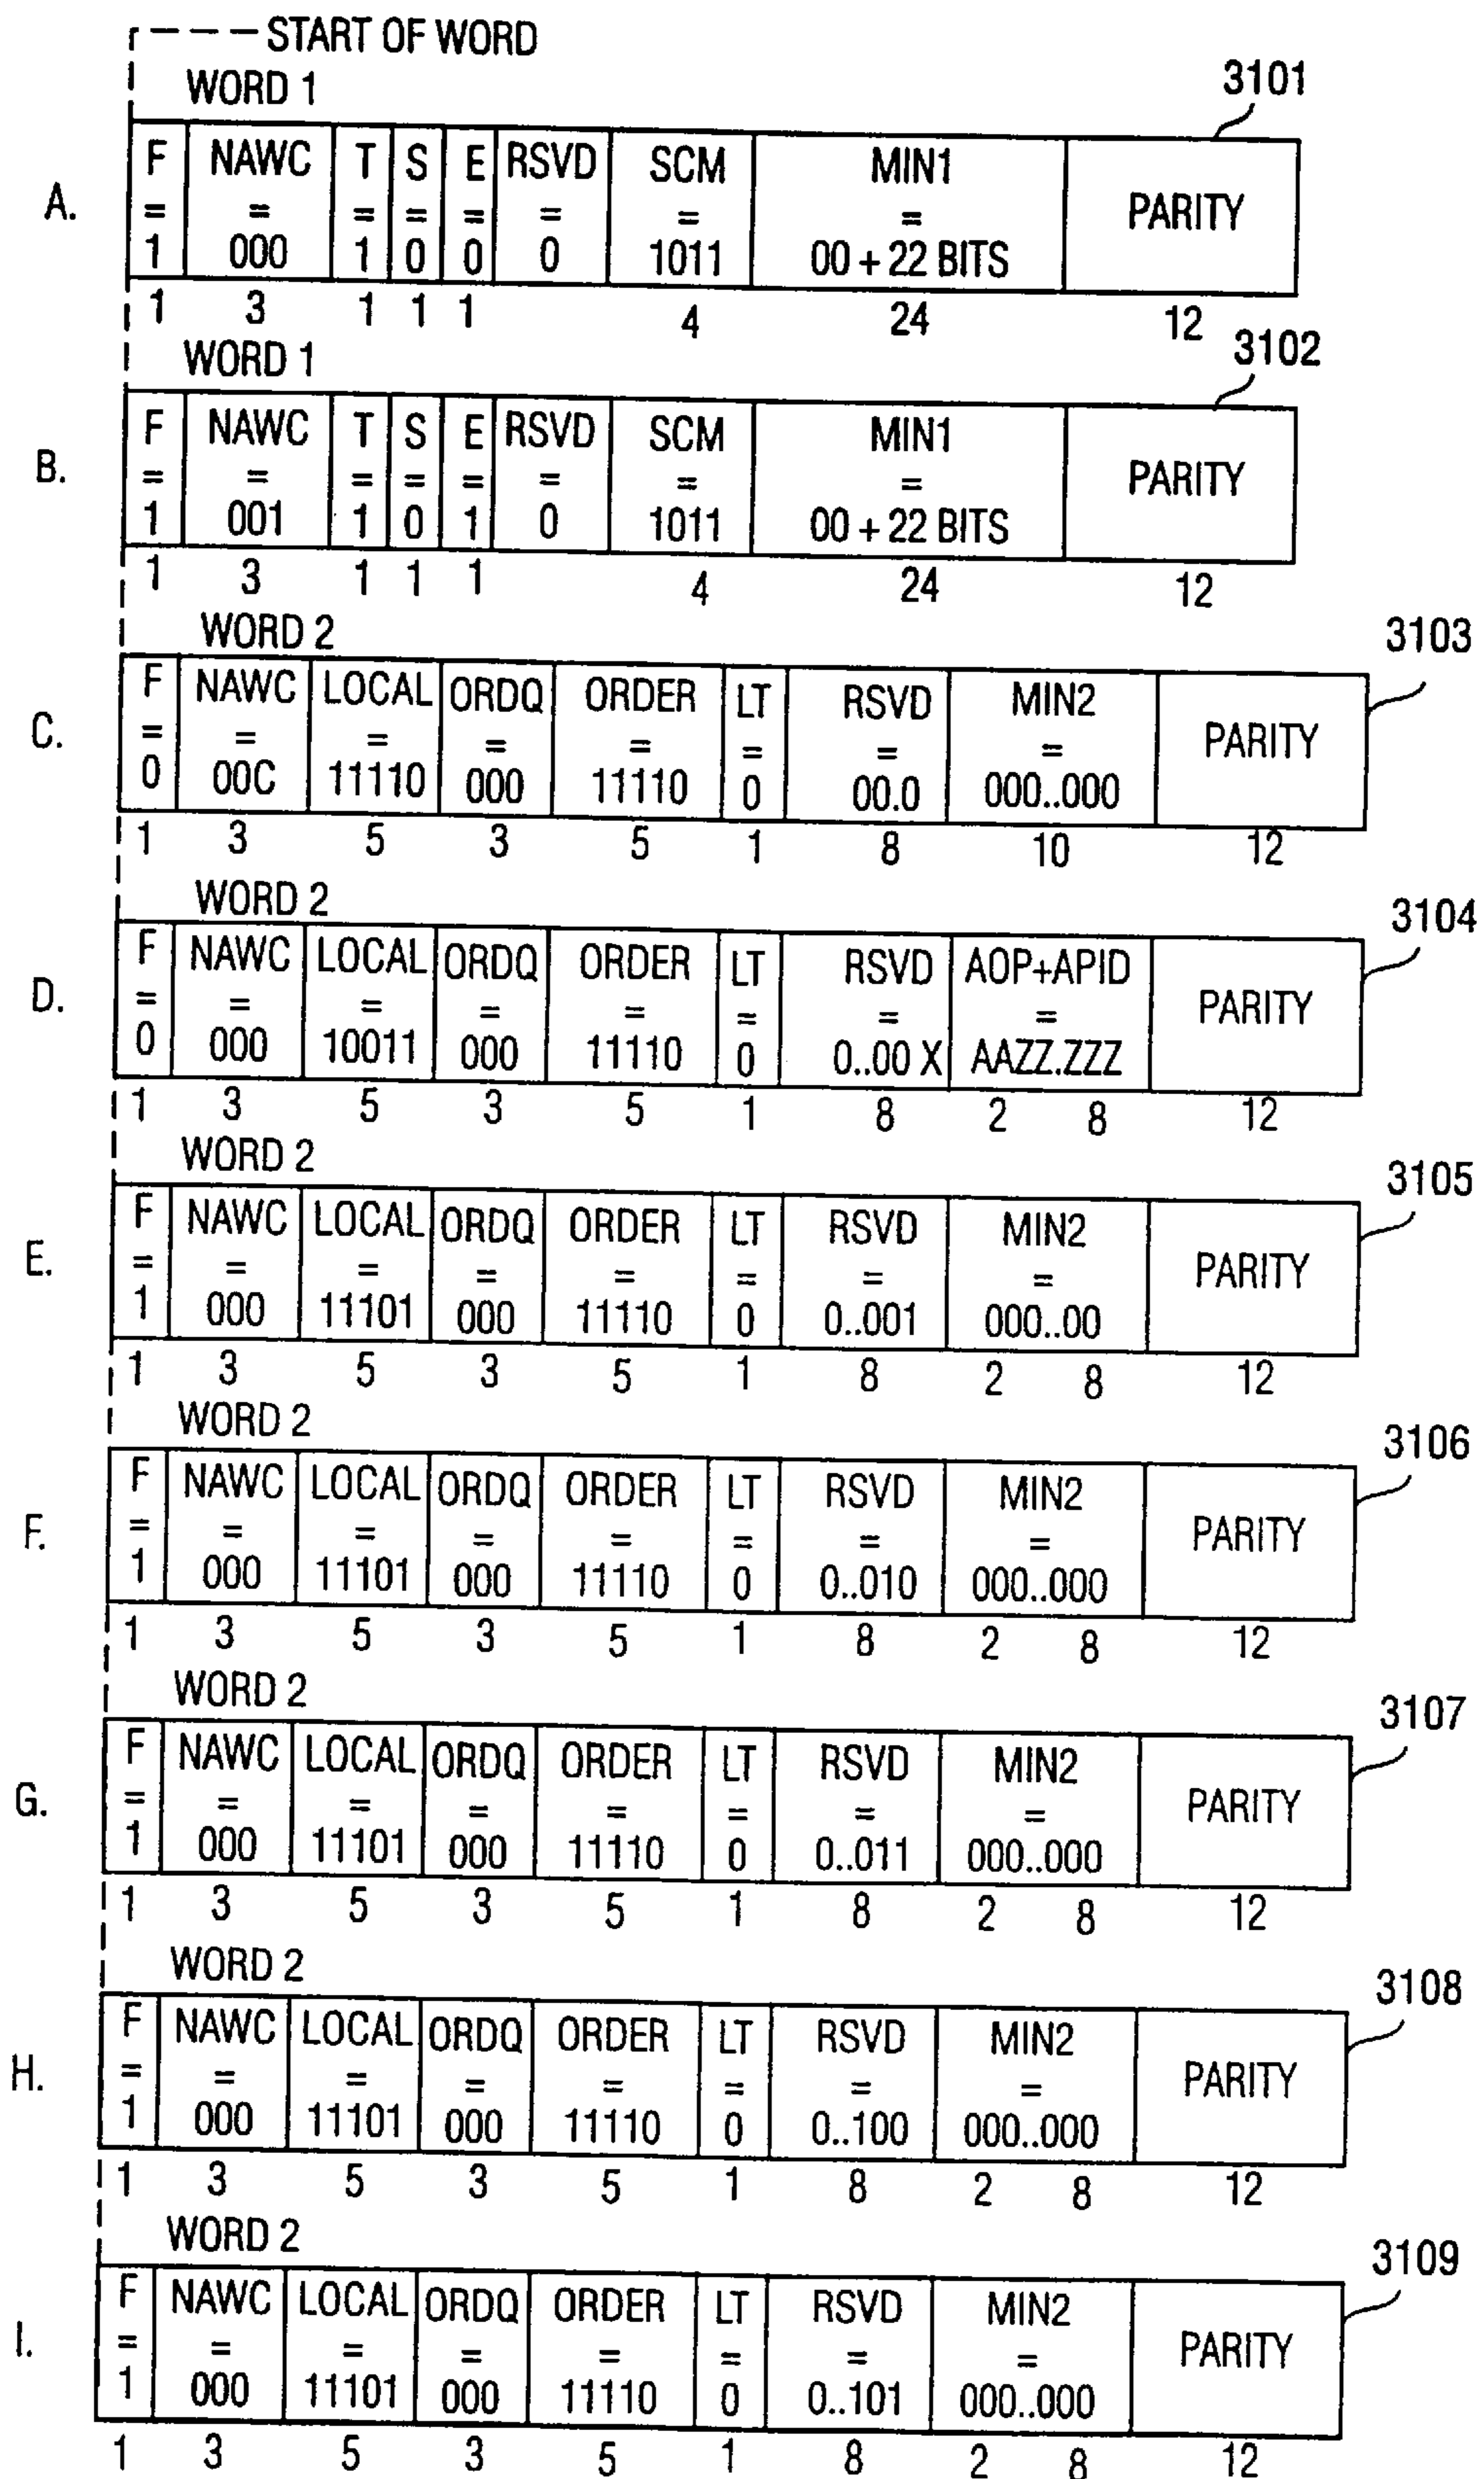 START OF WORD
WORD 1
3101
A.
F NAWC T S E RSVD SCM MIN1 PARITY
= = = = = = = =
1 000 1 0 0 0 1011 00 + 22 BITS
1 3 1 1 1 4 24 12
WORD 1
3102
B.
F NAWC T S E RSVD SCM MIN1 PARITY
= = = = = = = =
1 001 1 0 1 0 1011 00 + 22 BITS
1 3 1 1 1 4 24 12
WORD 2
3103
C.
F NAWC LOCAL ORDQ ORDER LT RSVD MIN2 PARITY
= = = = = = = =
0 00C 11110 000 11110 0 00.0 000..000
1 3 5 3 5 1 8 10 12
WORD 2
3104
D.
F NAWC LOCAL ORDQ ORDER LT RSVD AOP+APID PARITY
= = = = = = = =
0 000 10011 000 11110 0 0..00 X AAZZ.ZZZ
1 3 5 3 5 1 8 2 8 12
WORD 2
3105
E.
F NAWC LOCAL ORDQ ORDER LT RSVD MIN2 PARITY
= = = = = = = =
1 000 11101 000 11110 0 0..001 000..00
1 3 5 3 5 1 8 2 8 12
WORD 2
3106
F.
F NAWC LOCAL ORDQ ORDER LT RSVD MIN2 PARITY
= = = = = = = =
1 000 11101 000 11110 0 0..010 000..000
1 3 5 3 5 1 8 2 8 12
WORD 2
3107
G.
F NAWC LOCAL ORDQ ORDER LT RSVD MIN2 PARITY
= = = = = = = =
1 000 11101 000 11110 0 0..011 000..000
1 3 5 3 5 1 8 2 8 12
WORD 2
3108
H.
F NAWC LOCAL ORDQ ORDER LT RSVD MIN2 PARITY
= = = = = = = =
1 000 11101 000 11110 0 0..100 000..000
1 3 5 3 5 1 8 2 8 12
WORD 2
3109
I.
F NAWC LOCAL ORDQ ORDER LT RSVD MIN2 PARITY
= = = = = = = =
1 000 11101 000 11110 0 0..101 000..000
1 3 5 3 5 1 8 2 8 12